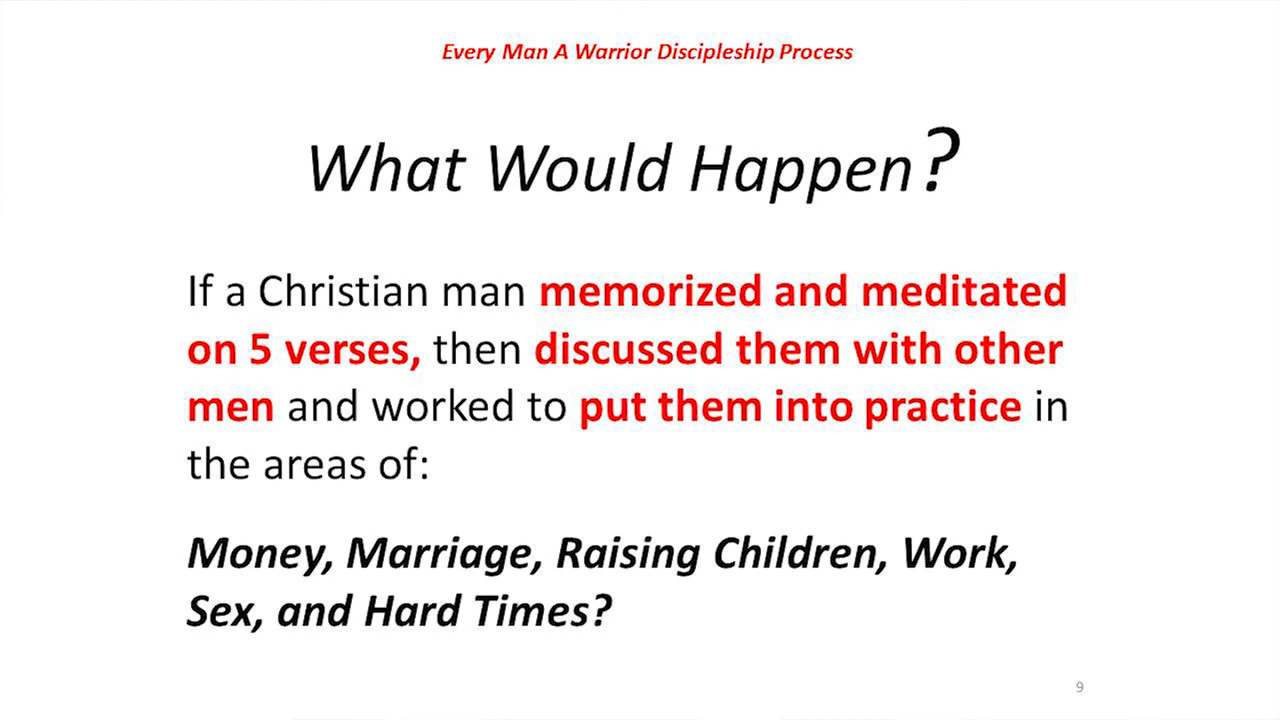 Every Man A Warrior Discipleship Process
What Would Happen?
If a Christian man memorized and meditated
on 5 verses, then discussed them with other
men and worked to put them into practice in
the areas of:
Money, Marriage, Raising Children, Work,
Sex, and Hard Times?
9